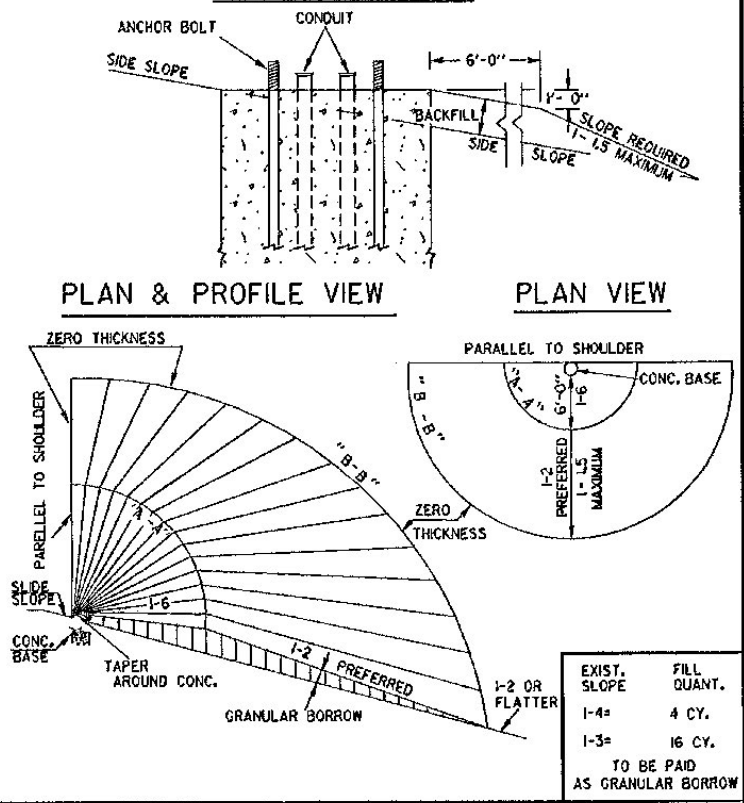 CONDUIT
ANCHOR BOLT
SIDE SLOPE
6'-0"
1'-0"
BACKFILL
SIDE SLOPE
SLOPE REQUIRED
1-1.5 MAXIMUM
PLAN & PROFILE VIEW
PLAN VIEW
ZERO THICKNESS
PARELLEL TO SHOULDER
"A-A"
"B-B"
1-6
SLIDE
SLOPE
CONC.
BASE
TAPER
AROUND CONC.
1-2 PREFERRED
GRANULAR BORROW
1-2 OR
FLATTER
PARALLEL TO SHOULDER
CONC. BASE
"A-A"
"B-B"
6'-0"
1-6
1-2
PREFERRED
1-1.5
MAXIMUM
ZERO
THICKNESS
EXIST. FILL
SLOPE QUANT.
1-4= 4 CY.
1-3= 16 CY.
TO BE PAID
AS GRANULAR BORROW